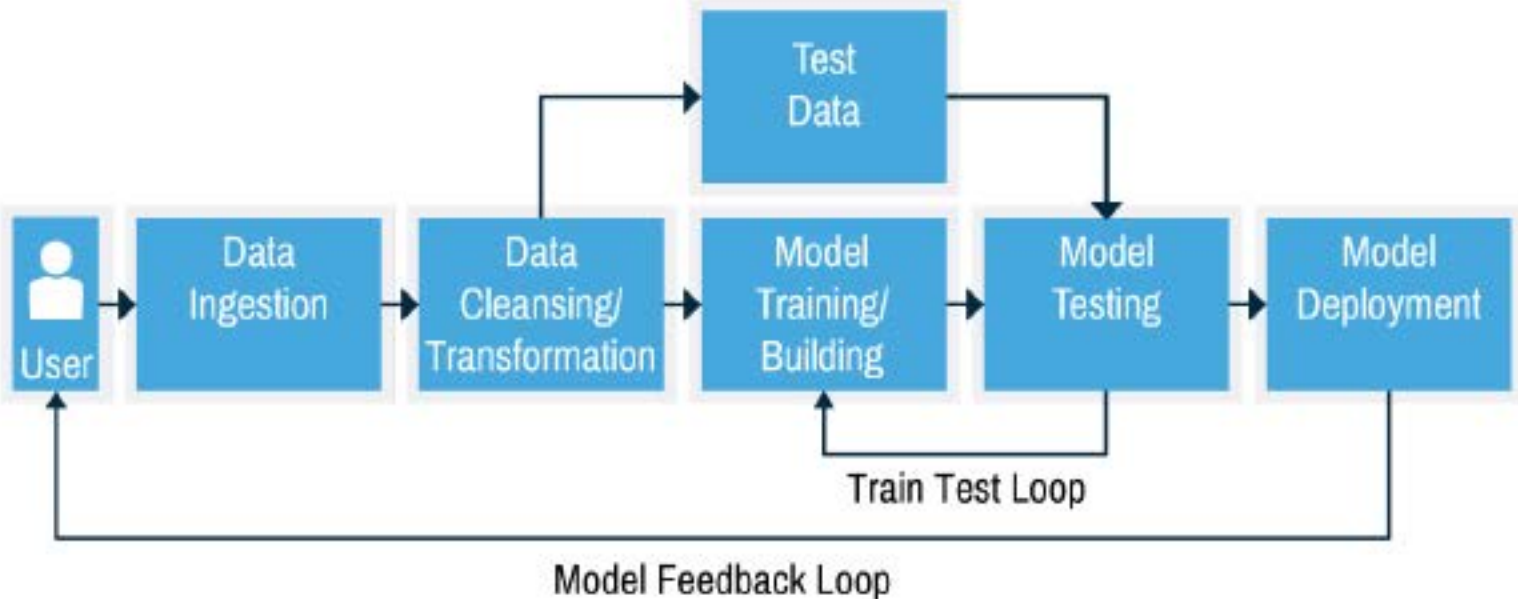 Test
Data
User
Data
Ingestion
Data
Cleansing/
Transformation
Model
Training/
Building
Model
Testing
Model
Deployment
Train Test Loop
Model Feedback Loop